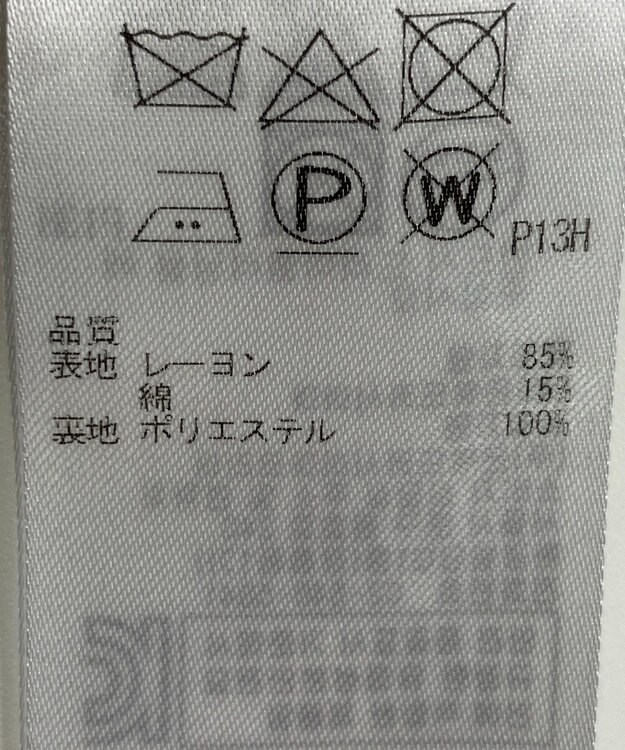 P
W
P13H
品質
表地 レーヨン 85%
綿 15%
裏地 ポリエステル 100%